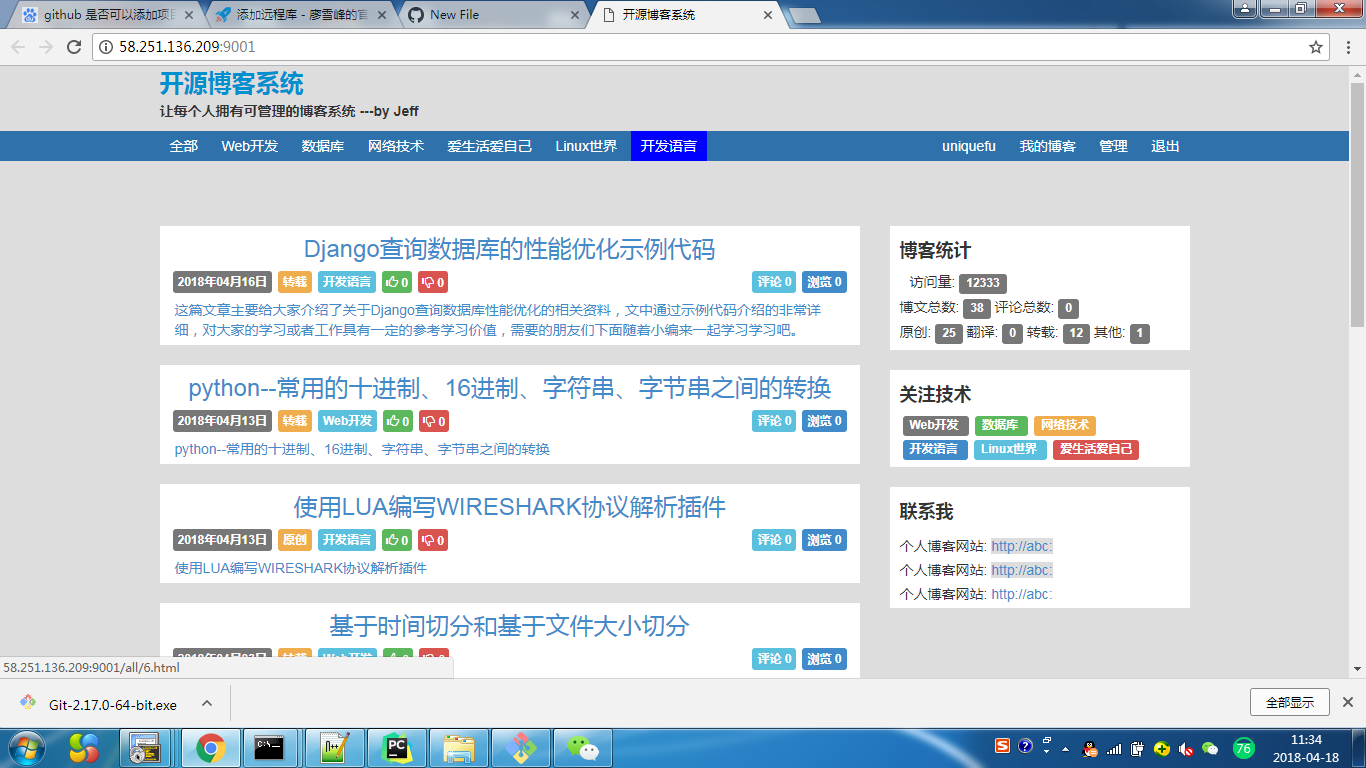 github 是否可以添加项目
添加远程库 - 廖雪峰的官
New File
开源博客系统
58.251.136.209:9001
开源博客系统
让每个人拥有可管理的博客系统 ---by Jeff
全部 Web开发 数据库 网络技术 爱生活爱自己 Linux世界 开发语言 uniquefu 我的博客 管理 退出
Django查询数据库的性能优化示例代码
2018年04月16日 转载 开发语言 0 0 评论 0 浏览 0
这篇文章主要给大家介绍了关于Django查询数据库性能优化的相关资料，文中通过示例代码介绍的非常详
细，对大家的学习或者工作具有一定的参考学习价值，需要的朋友们下面随着小编来一起学习学习吧。
python--常用的十进制、16进制、字符串、字节串之间的转换
2018年04月13日 转载 Web开发 0 0 评论 0 浏览 0
python--常用的十进制、16进制、字符串、字节串之间的转换
使用LUA编写WIRESHARK协议解析插件
2018年04月13日 原创 开发语言 0 0 评论 0 浏览 0
使用LUA编写WIRESHARK协议解析插件
基于时间切分和基于文件大小切分
评论 0 浏览 0
博客统计
访问量: 12333
博文总数: 38 评论总数: 0
原创: 25 翻译: 0 转载: 12 其他: 1
关注技术
Web开发 数据库 网络技术
开发语言 Linux世界 爱生活爱自己
联系我
个人博客网站: http://abc:
个人博客网站: http://abc:
个人博客网站: http://abc:
58.251.136.209:9001/all/6.html
Git-2.17.0-64-bit.exe
全部显示
76
11:34
2018-04-18